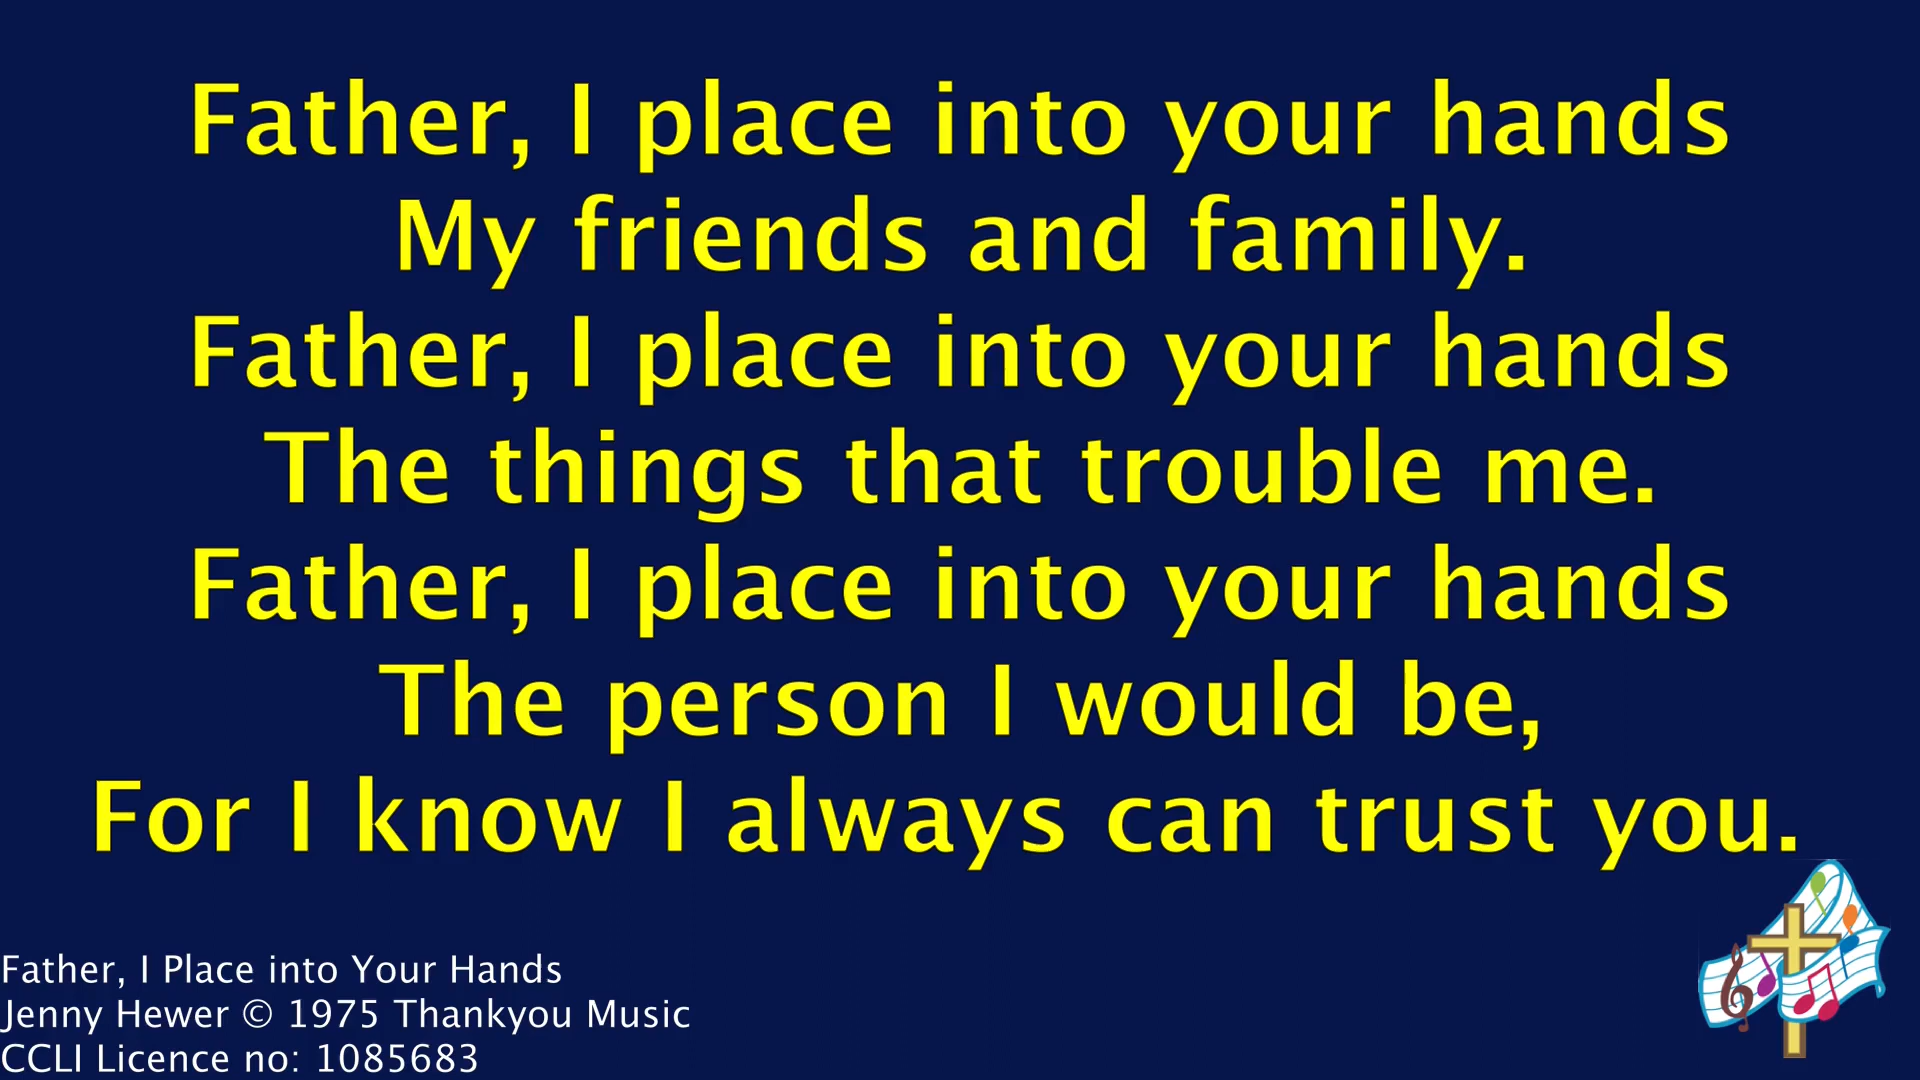 Father, I place into your hands
My friends and family.
Father, I place into your hands
The things that trouble me.
Father, I place into your hands
The person I would be,
For I know I always can trust you.
Father, I Place into Your Hands
Jenny Hewer © 1975 Thankyou Music
CCLI Licence no: 1085683